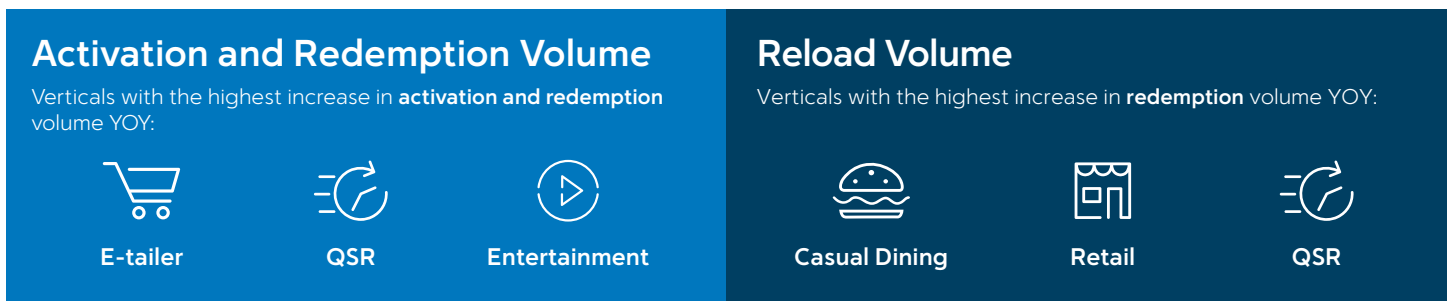 Activation and Redemption Volume
Verticals with the highest increase in activation and redemption
volume YOY:
E-tailer
QSR
Entertainment
Reload Volume
Verticals with the highest increase in redemption volume YOY:
Casual Dining
Retail
QSR